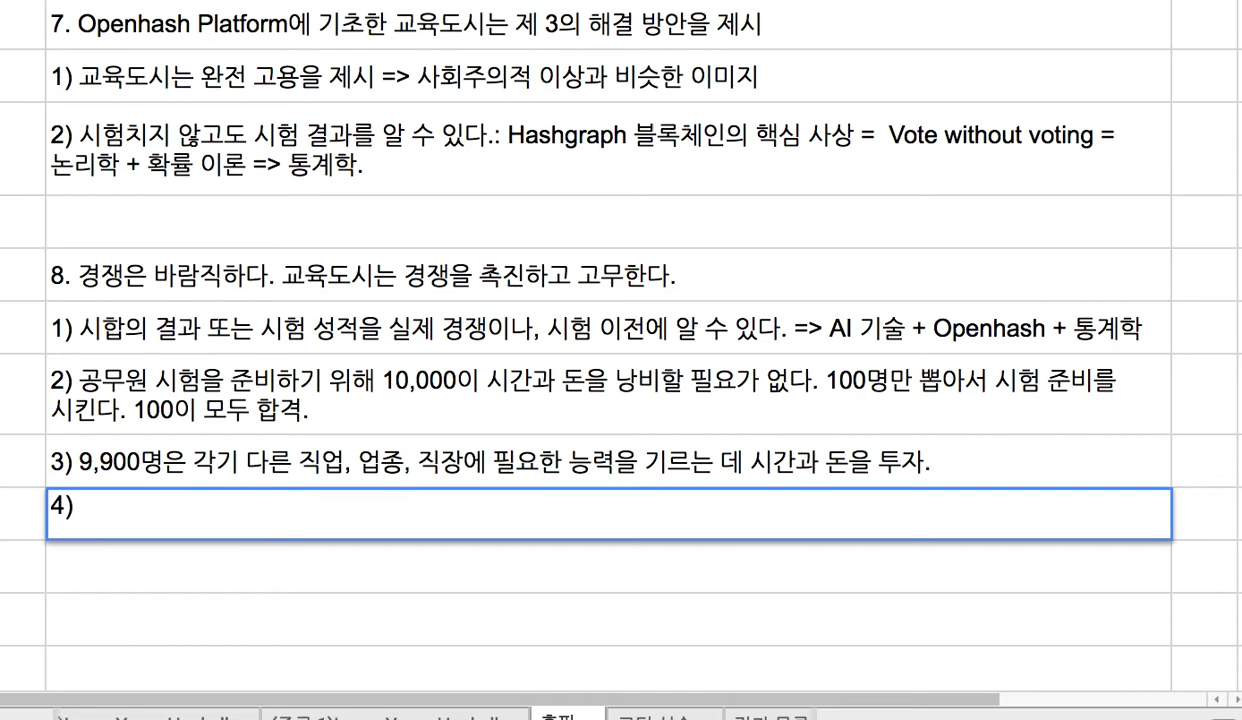 7. Openhash Platform에 기초한 교육도시는 제 3의 해결 방안을 제시
1) 교육도시는 완전 고용을 제시 => 사회주의적 이상과 비슷한 이미지
2) 시험치지 않고도 시험 결과를 알 수 있다.: Hashgraph 블록체인의 핵심 사상 = Vote without voting =
논리학 + 확률 이론 => 통계학.
8. 경쟁은 바람직하다. 교육도시는 경쟁을 촉진하고 고무한다.
1) 시합의 결과 또는 시험 성적을 실제 경쟁이나, 시험 이전에 알 수 있다. => AI 기술 + Openhash + 통계학
2) 공무원 시험을 준비하기 위해 10,000이 시간과 돈을 낭비할 필요가 없다. 100명만 뽑아서 시험 준비를
시킨다. 100이 모두 합격.
3) 9,900명은 각기 다른 직업, 업종, 직장에 필요한 능력을 기르는 데 시간과 돈을 투자.
4)